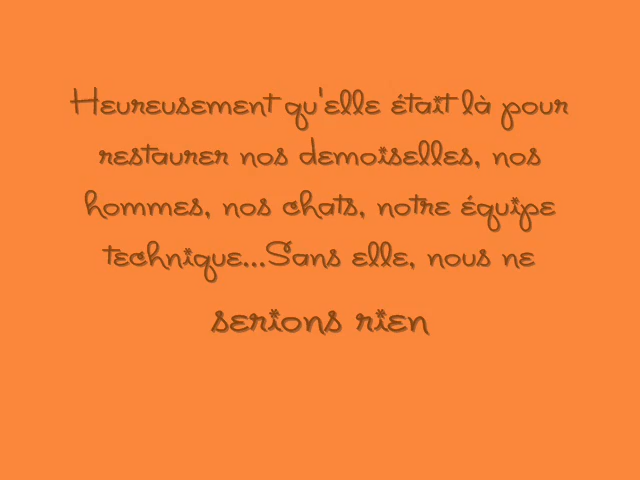 Heureusement qu'elle était là pour
restaurer nos demoiselles, nos
hommes, nos chats, notre équipe
technique...Sans elle, nous ne
serions rien